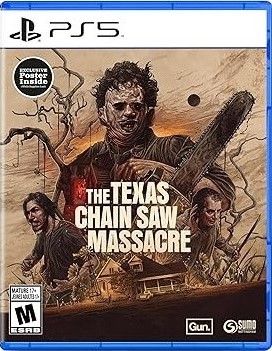 PS5
EXCLUSIVE
Poster
Inside
THE TEXAS
CHAIN SAW
MASSACRE
MATURE 17+
M
ESRB
Gun.
SUMO